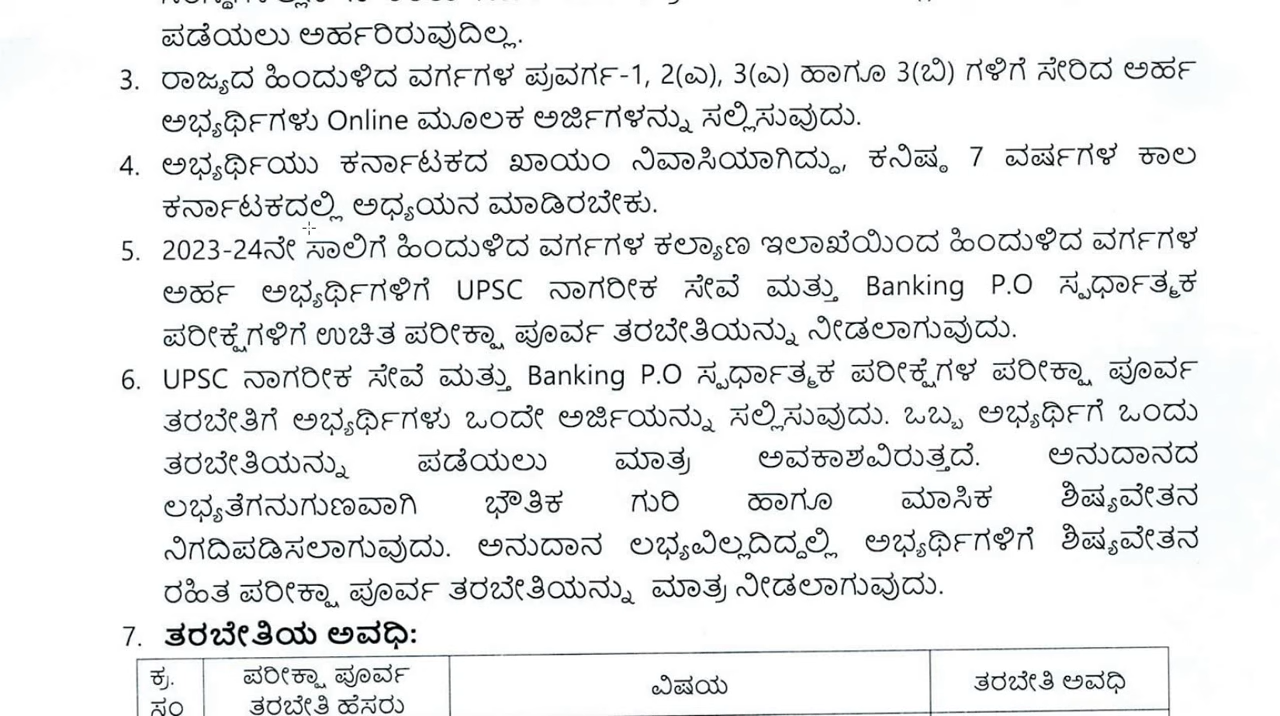 ಪಡೆಯಲು ಅರ್ಹರಿರುವುದಿಲ್ಲ.
3. ರಾಜ್ಯದ ಹಿಂದುಳಿದ ವರ್ಗಗಳ ಪ್ರವರ್ಗ-1, 2(ಎ), 3(ಎ) ಹಾಗೂ 3(ಬಿ) ಗಳಿಗೆ ಸೇರಿದ ಅರ್ಹ
ಅಭ್ಯರ್ಥಿಗಳು Online ಮೂಲಕ ಅರ್ಜಿಗಳನ್ನು ಸಲ್ಲಿಸುವುದು.
4. ಅಭ್ಯರ್ಥಿಯು ಕರ್ನಾಟಕದ ಖಾಯಂ ನಿವಾಸಿಯಾಗಿದ್ದು, ಕನಿಷ್ಠ 7 ವರ್ಷಗಳ ಕಾಲ
ಕರ್ನಾಟಕದಲ್ಲಿ ಅಧ್ಯಯನ ಮಾಡಿರಬೇಕು.
5. 2023-24ನೇ ಸಾಲಿಗೆ ಹಿಂದುಳಿದ ವರ್ಗಗಳ ಕಲ್ಯಾಣ ಇಲಾಖೆಯಿಂದ ಹಿಂದುಳಿದ ವರ್ಗಗಳ
ಅರ್ಹ ಅಭ್ಯರ್ಥಿಗಳಿಗೆ UPSC ನಾಗರೀಕ ಸೇವೆ ಮತ್ತು Banking P.O ಸ್ಪರ್ಧಾತ್ಮಕ
ಪರೀಕ್ಷೆಗಳಿಗೆ ಉಚಿತ ಪರೀಕ್ಷಾ ಪೂರ್ವ ತರಬೇತಿಯನ್ನು ನೀಡಲಾಗುವುದು.
6. UPSC ನಾಗರೀಕ ಸೇವೆ ಮತ್ತು Banking P.O ಸ್ಪರ್ಧಾತ್ಮಕ ಪರೀಕ್ಷೆಗಳ ಪರೀಕ್ಷಾ ಪೂರ್ವ
ತರಬೇತಿಗೆ ಅಭ್ಯರ್ಥಿಗಳು ಒಂದೇ ಅರ್ಜಿಯನ್ನು ಸಲ್ಲಿಸುವುದು. ಒಬ್ಬ ಅಭ್ಯರ್ಥಿಗೆ ಒಂದು
ತರಬೇತಿಯನ್ನು ಪಡೆಯಲು ಮಾತ್ರ ಅವಕಾಶವಿರುತ್ತದೆ. ಅನುದಾನದ
ಲಭ್ಯತೆಗನುಗುಣವಾಗಿ ಭೌತಿಕ ಗುರಿ ಹಾಗೂ ಮಾಸಿಕ ಶಿಷ್ಯವೇತನ
ನಿಗದಿಪಡಿಸಲಾಗುವುದು. ಅನುದಾನ ಲಭ್ಯವಿಲ್ಲದಿದ್ದಲ್ಲಿ ಅಭ್ಯರ್ಥಿಗಳಿಗೆ ಶಿಷ್ಯವೇತನ
ರಹಿತ ಪರೀಕ್ಷಾ ಪೂರ್ವ ತರಬೇತಿಯನ್ನು ಮಾತ್ರ ನೀಡಲಾಗುವುದು.
7. ತರಬೇತಿಯ ಅವಧಿ:
ಕ್ರ. ಪರೀಕ್ಷಾ ಪೂರ್ವ ವಿಷಯ ತರಬೇತಿ ಅವಧಿ
ಸಂ ತರಬೇತಿ ಹೆಸರು